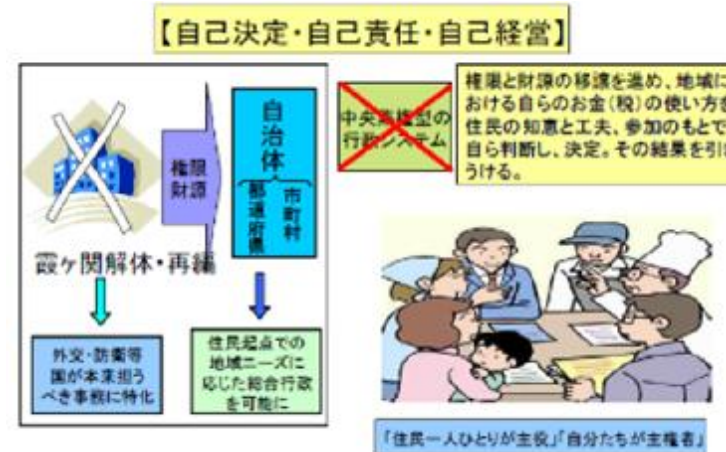 【自己決定・自己責任・自己経営】
権限
財源
自治体
都道府県
市町村
霞ヶ関解体・再編
外交・防衛等
国が本来担う
べき事務に特化
住民起点での
地域ニーズに
応じた総合行政
を可能に
中央集権型の
行政システム
権限と財源の移譲を進め、地域に
おける自らのお金(税)の使い方を
住民の知恵と工夫、参加のもとで
自ら判断し、決定。その結果を引き
うける。
「住民一人ひとりが主役」「自分たちが主権者」